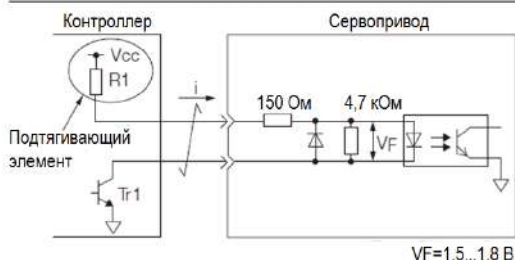 Контроллер
Сервопривод
Vcc
R1
i
150 Ом
4,7 кОм
Подтягивающий
элемент
VF
Tr1
VF=1,5...1,8 В